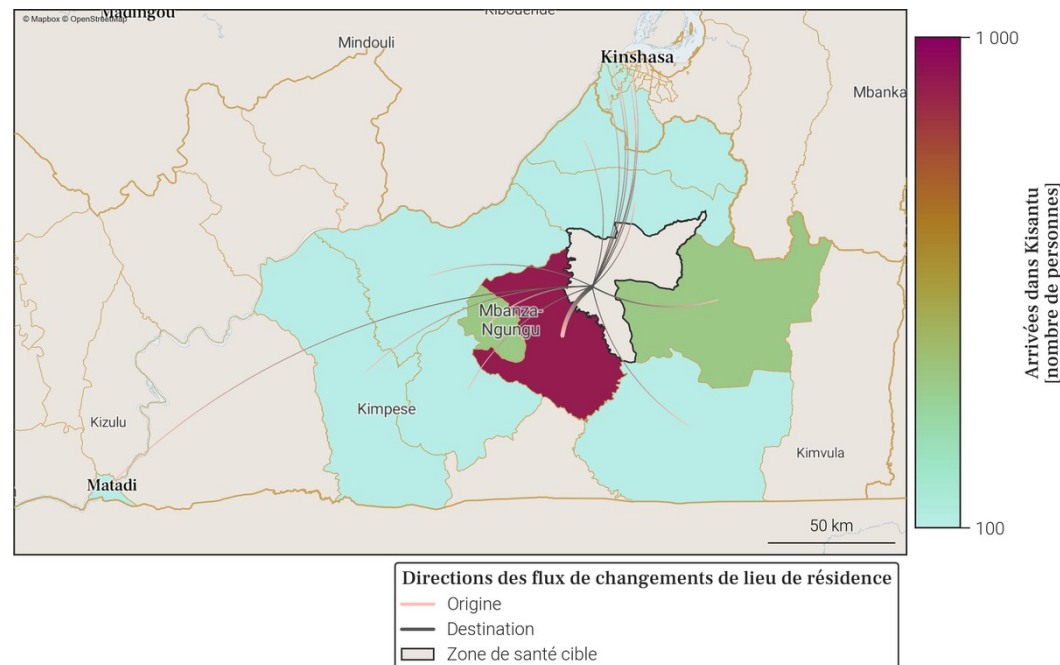 © Mapbox © OpenStreetMap
Madingou
Kibouende
Mindouli
Kinshasa
Mbanka
Mbanza-
Ngungu
Kimpese
Kizulu
Kimvula
Matadi
50 km
1 000
100
Arrivées dans Kisantu
[nombre de personnes]
Directions des flux de changements de lieu de résidence
Origine
Destination
Zone de santé cible